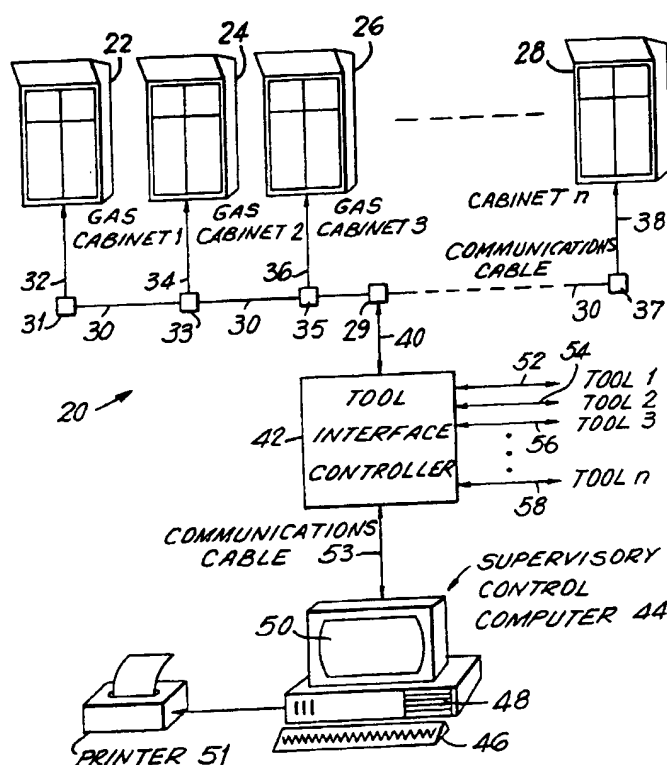 22
24
26
28
GAS CABINET 1
GAS CABINET 2
GAS CABINET 3
CABINET n
32
34
36
38
COMMUNICATIONS CABLE
31
30
33
30
35
29
30
37
40
20
42
TOOL
INTERFACE
CONTROLLER
52
54
TOOL 1
TOOL 2
TOOL 3
56
TOOL n
58
COMMUNICATIONS
CABLE 53
SUPERVISORY
CONTROL
COMPUTER 44
50
48
46
PRINTER 51